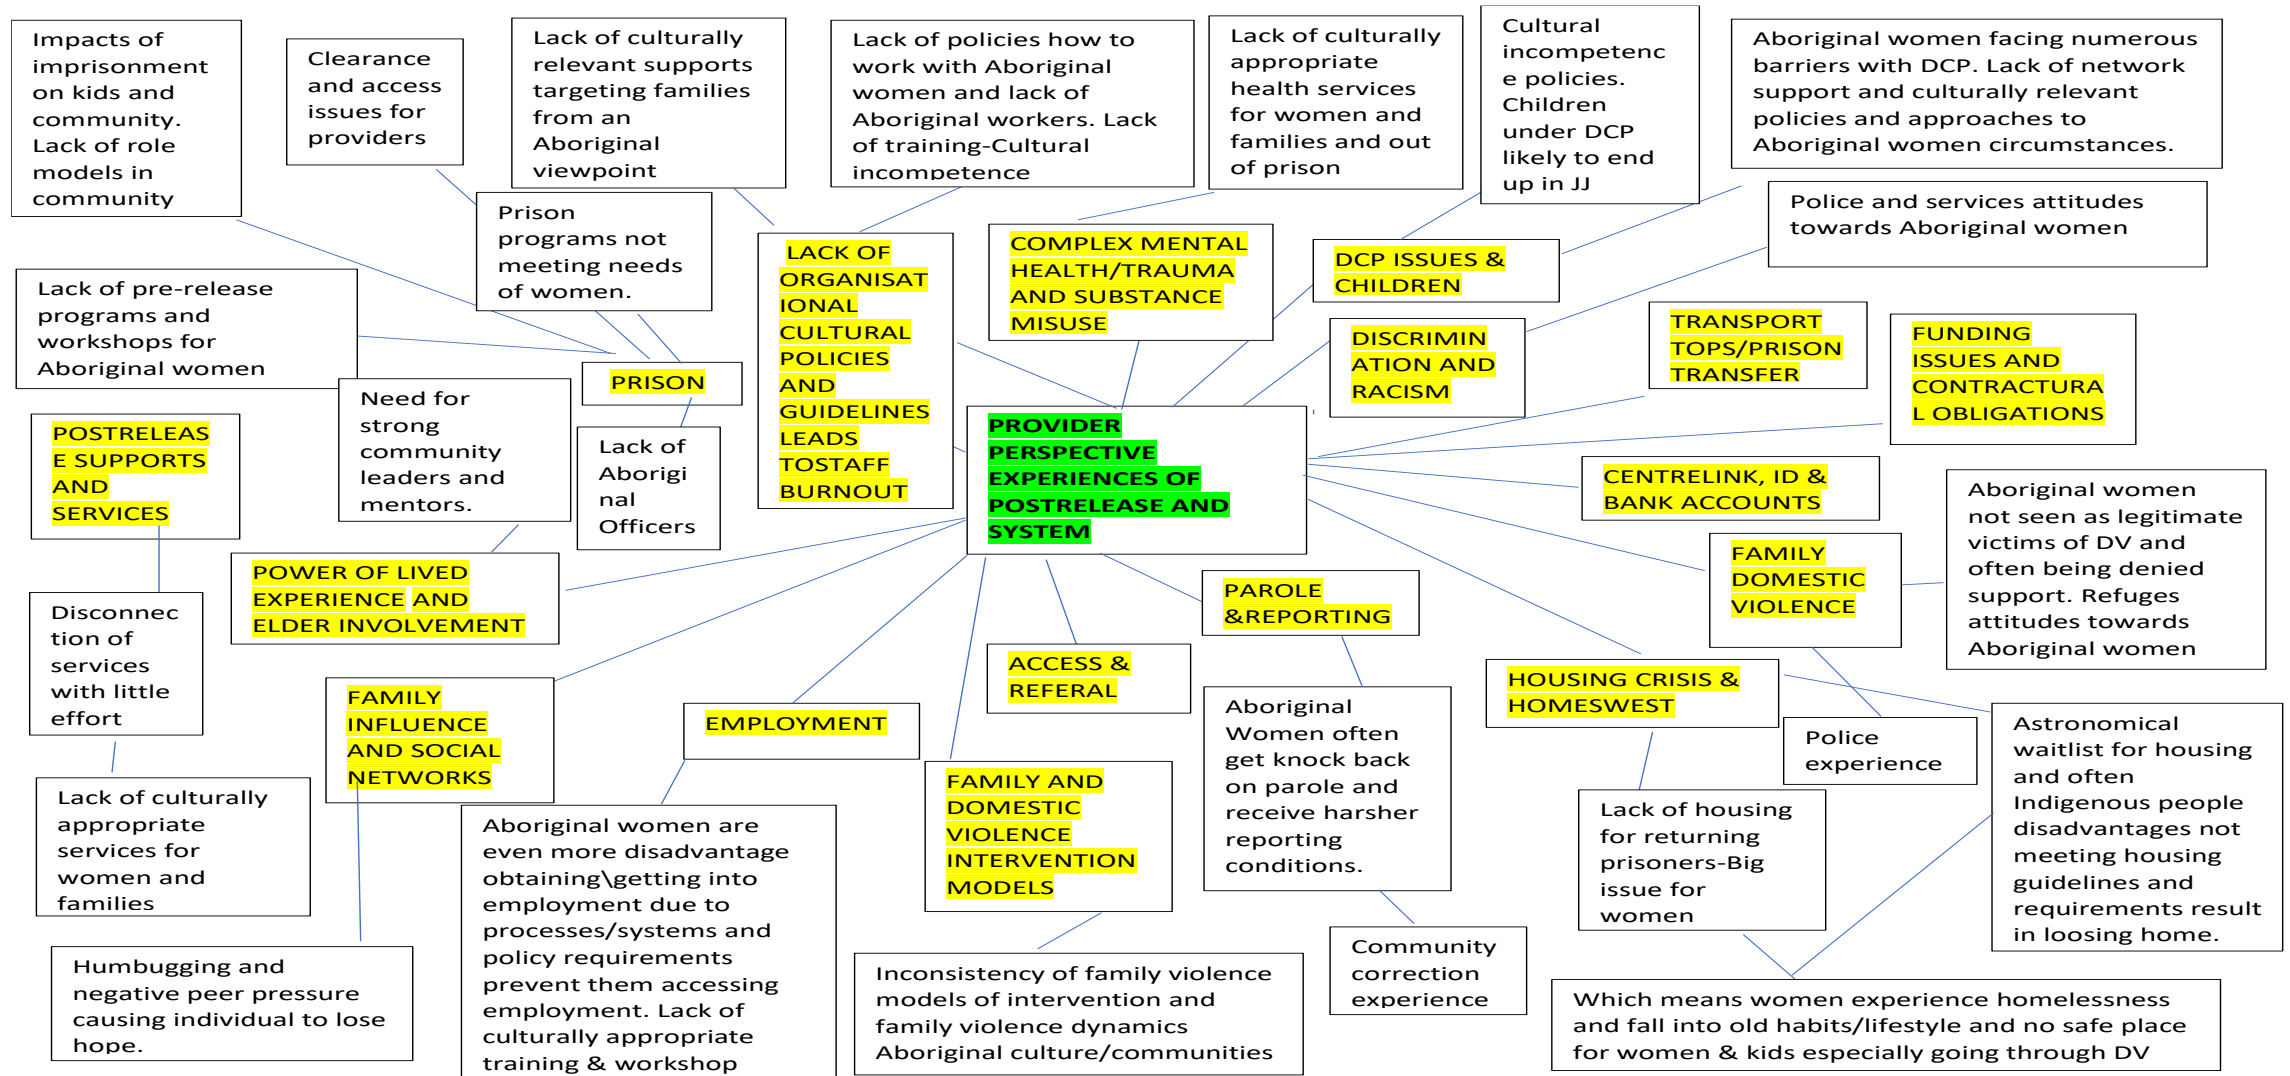 Impacts of
imprisonment
on kids and
community.
Lack of role
models in
community
Clearance
and access
issues for
providers
Lack of culturally
relevant supports
targeting families
from an
Aboriginal
viewpoint
Lack of policies how to
work with Aboriginal
women and lack of
Aboriginal workers. Lack
of training-Cultural
incompetence
Lack of culturally
appropriate
health services
for women and
families and out
of prison
Cultural
incompetenc
e policies.
Children
under DCP
likely to end
up in JJ
Aboriginal women facing numerous
barriers with DCP. Lack of network
support and culturally relevant
policies and approaches to
Aboriginal women circumstances.
Police and services attitudes
towards Aboriginal women
Prison
programs not
meeting needs
of women.
Lack of pre-release
programs and
workshops for
Aboriginal women
LACK OF
ORGANISAT
IONAL
CULTURAL
POLICIES
AND
GUIDELINES
LEADS
TOSTAFF
BURNOUT
COMPLEX MENTAL
HEALTH/TRAUMA
AND SUBSTANCE
MISUSE
DCP ISSUES &
CHILDREN
DISCRIMIN
ATION AND
RACISM
TRANSPORT
TOPS/PRISON
TRANSFER
FUNDING
ISSUES AND
CONTRACTURA
L OBLIGATIONS
PRISON
Need for
strong
community
leaders and
mentors.
Lack of
Aborigi
nal
Officers
POSTRELEAS
E SUPPORTS
AND
SERVICES
PROVIDER
PERSPECTIVE
EXPERIENCES OF
POSTRELEASE AND
SYSTEM
CENTRELINK, ID &
BANK ACCOUNTS
FAMILY
DOMESTIC
VIOLENCE
Aboriginal women
not seen as legitimate
victims of DV and
often being denied
support. Refuges
attitudes towards
Aboriginal women
POWER OF LIVED
EXPERIENCE AND
ELDER INVOLVEMENT
Disconnec
tion of
services
with little
effort
PAROLE
&REPORTING
ACCESS &
REFERAL
HOUSING CRISIS &
HOMESWEST
FAMILY
INFLUENCE
AND SOCIAL
NETWORKS
EMPLOYMENT
Aboriginal
Women often
get knock back
on parole and
receive harsher
reporting
conditions.
Police
experience
Astronomical
waitlist for housing
and often
Indigenous people
disadvantages not
meeting housing
guidelines and
requirements result
in loosing home.
Lack of culturally
appropriate
services for
women and
families
FAMILY AND
DOMESTIC
VIOLENCE
INTERVENTION
MODELS
Lack of housing
for returning
prisoners-Big
issue for
women
Aboriginal women are
even more disadvantage
obtaining\getting into
employment due to
processes/systems and
policy requirements
prevent them accessing
employment. Lack of
culturally appropriate
training & workshop
Community
correction
experience
Humbugging and
negative peer pressure
causing individual to lose
hope.
Inconsistency of family violence
models of intervention and
family violence dynamics
Aboriginal culture/communities
Which means women experience homelessness
and fall into old habits/lifestyle and no safe place
for women & kids especially going through DV